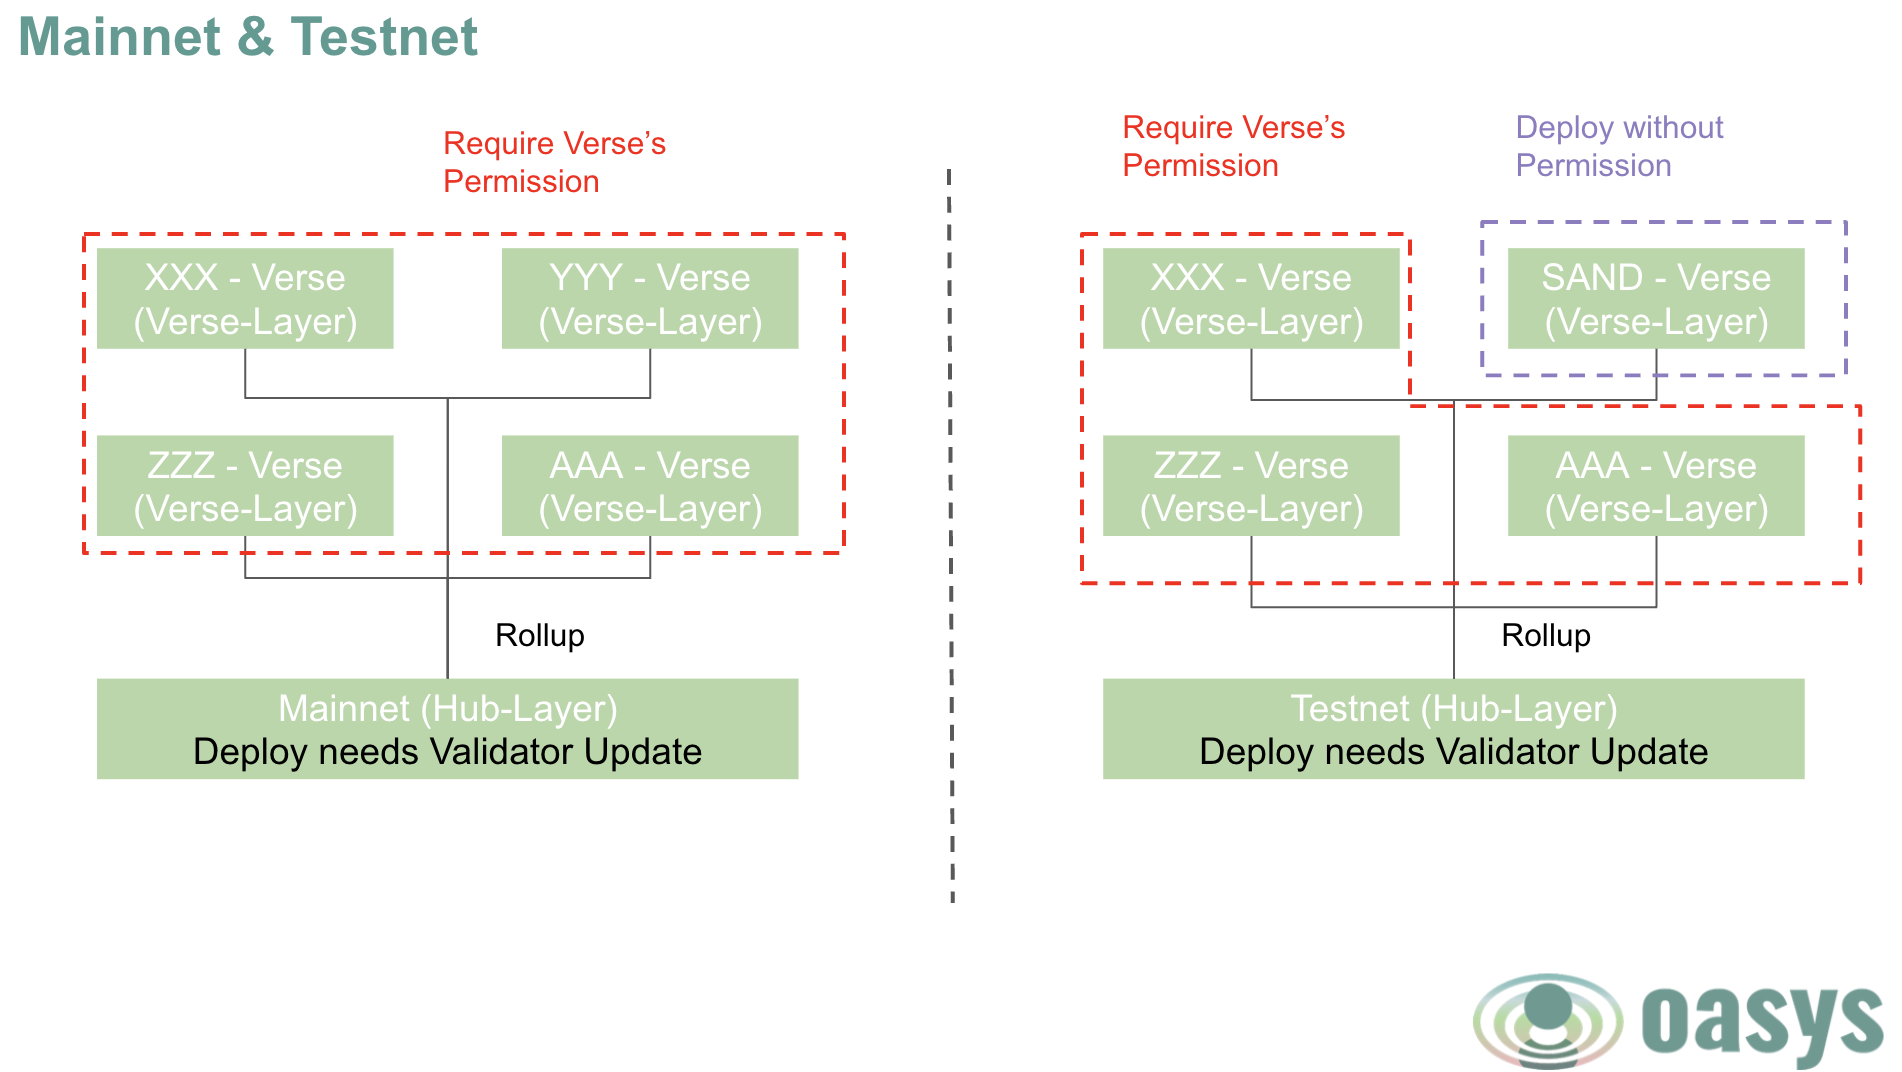 Mainnet & Testnet
Require Verse’s
Permission
XXX - Verse
(Verse-Layer)
YYY - Verse
(Verse-Layer)
ZZZ - Verse
(Verse-Layer)
AAA - Verse
(Verse-Layer)
Rollup
Mainnet (Hub-Layer)
Deploy needs Validator Update
Require Verse’s
Permission
Deploy without
Permission
XXX - Verse
(Verse-Layer)
SAND - Verse
(Verse-Layer)
ZZZ - Verse
(Verse-Layer)
AAA - Verse
(Verse-Layer)
Rollup
Testnet (Hub-Layer)
Deploy needs Validator Update
oasys